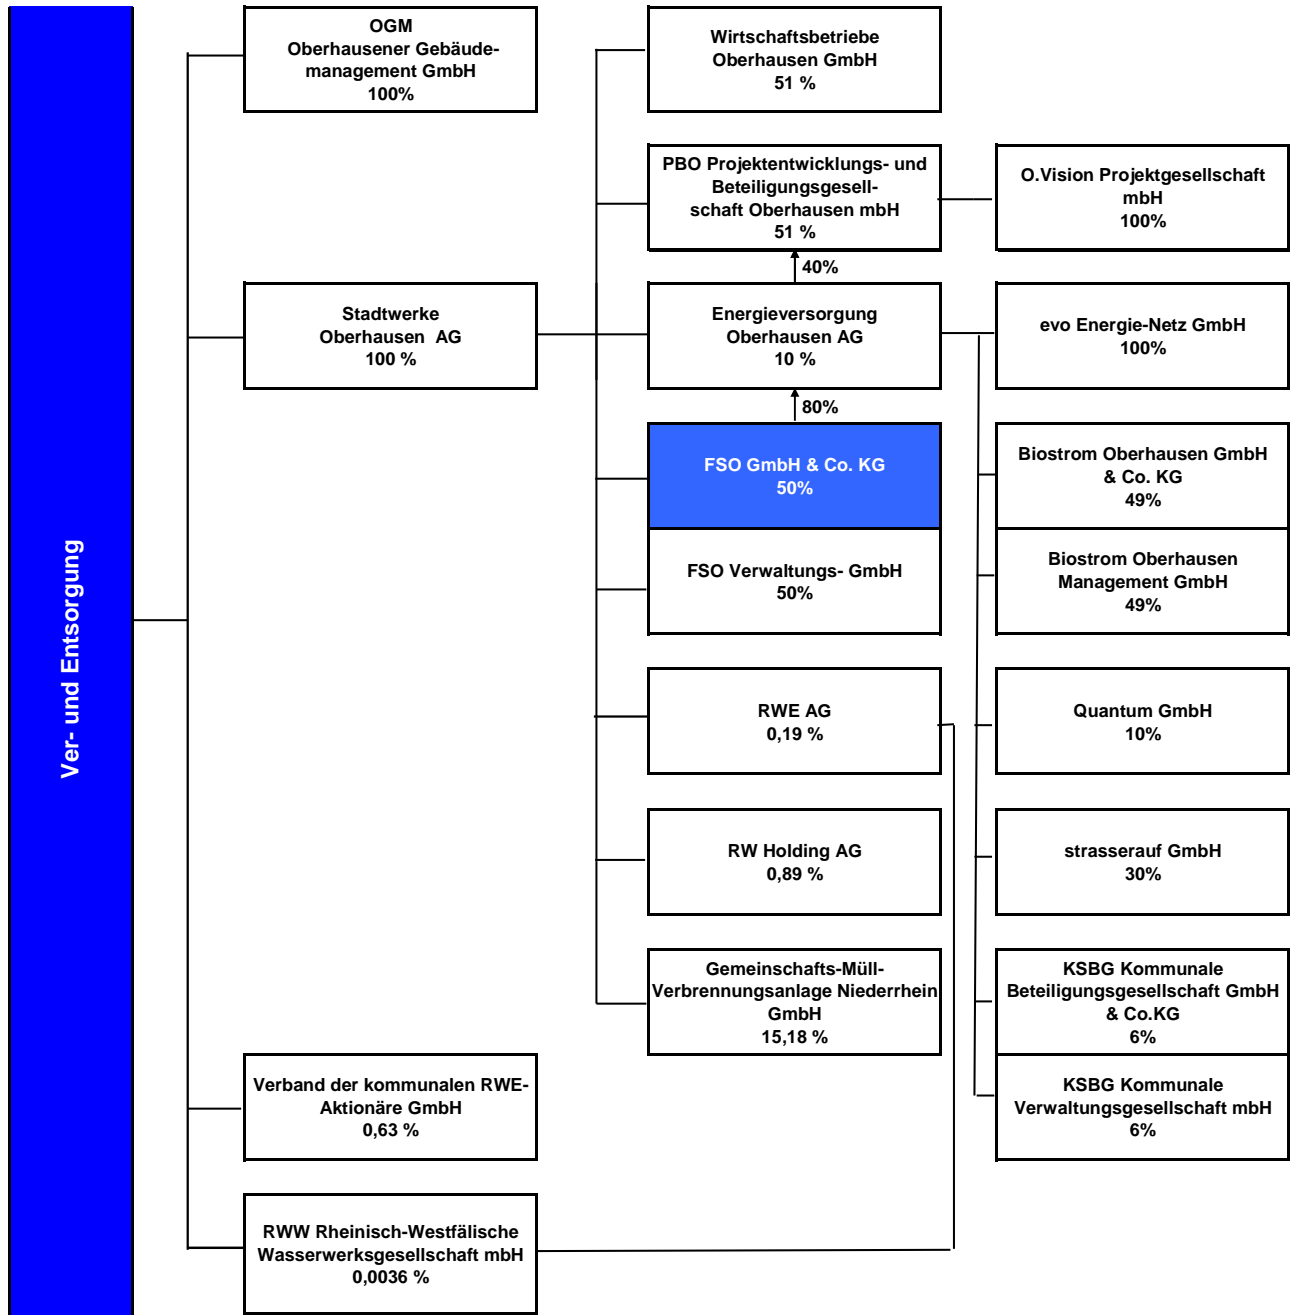 Ver- und Entsorgung
OGM
Oberhausener Gebäude-
management GmbH
100%
Stadtwerke
Oberhausen AG
100 %
Verband der kommunalen RWE-
Aktionäre GmbH
0,63 %
RWW Rheinisch-Westfälische
Wasserwerksgesellschaft mbH
0,0036 %
Wirtschaftsbetriebe
Oberhausen GmbH
51 %
PBO Projektentwicklungs- und
Beteiligungsgesell-
schaft Oberhausen mbH
51 %
40%
Energieversorgung
Oberhausen AG
10 %
80%
FSO GmbH & Co. KG
50%
FSO Verwaltungs- GmbH
50%
RWE AG
0,19 %
RW Holding AG
0,89 %
Gemeinschafts-Müll-
Verbrennungsanlage Niederrhein
GmbH
15,18 %
O.Vision Projektgesellschaft
mbH
100%
evo Energie-Netz GmbH
100%
Biostrom Oberhausen GmbH
& Co. KG
49%
Biostrom Oberhausen
Management GmbH
49%
Quantum GmbH
10%
strasserauf GmbH
30%
KSBG Kommunale
Beteiligungsgesellschaft GmbH
& Co.KG
6%
KSBG Kommunale
Verwaltungsgesellschaft mbH
6%